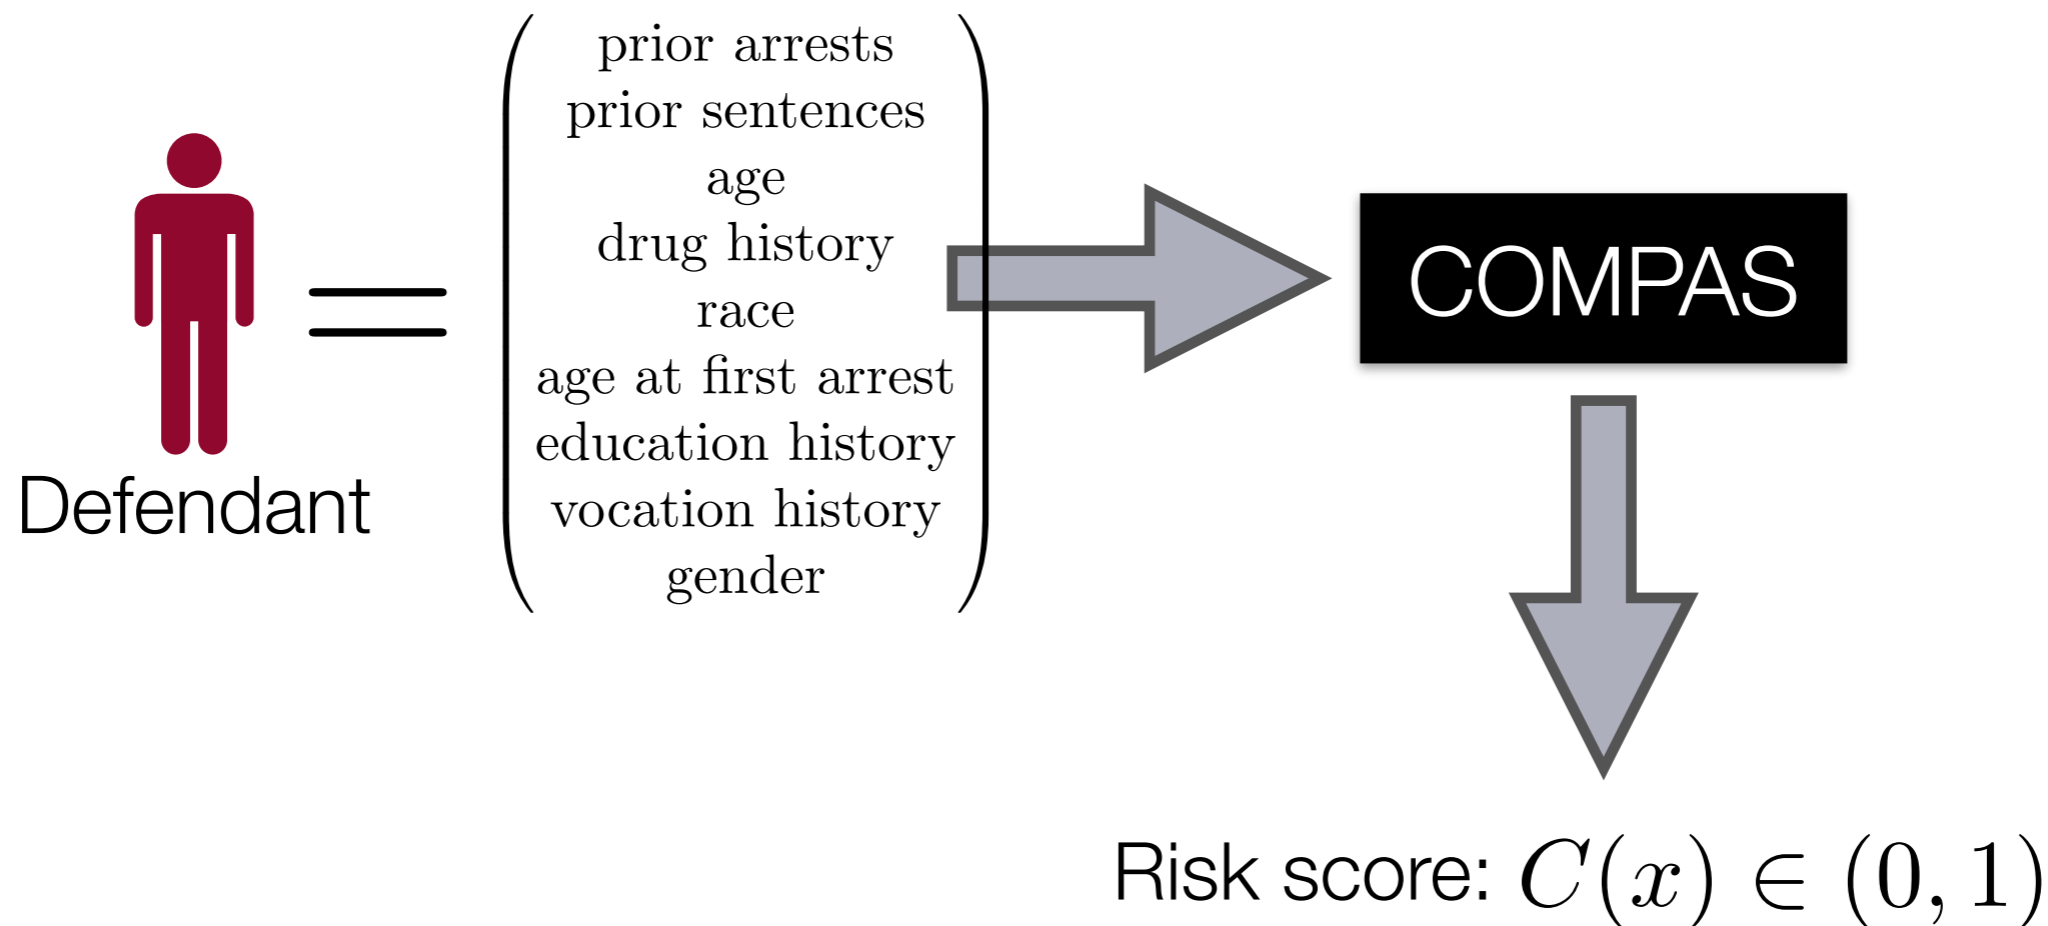 Defendant
=
prior arrests
prior sentences
age
drug history
race
age at first arrest
education history
vocation history
gender
COMPAS
Risk score: C(x) ∈ (0, 1)